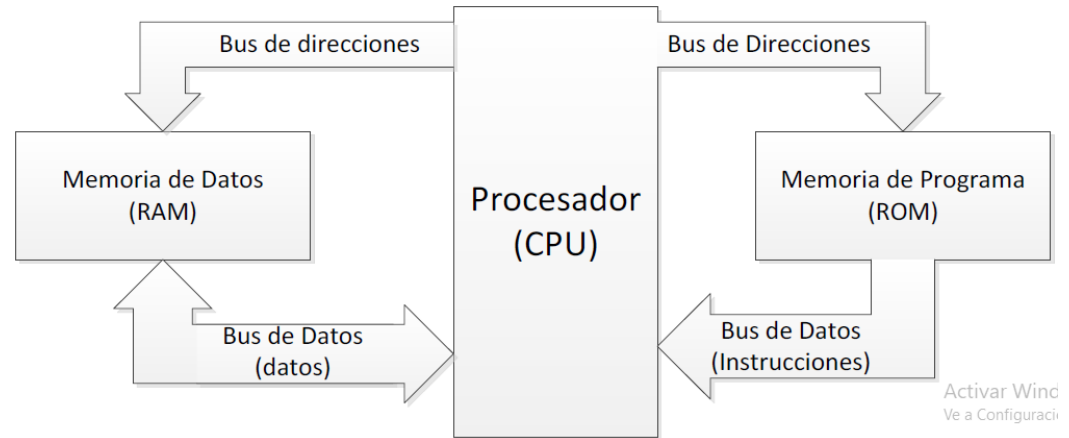 Bus de direcciones
Bus de Direcciones
Memoria de Datos
(RAM)
Procesador
(CPU)
Memoria de Programa
(ROM)
Bus de Datos
(datos)
Bus de Datos
(Instrucciones)
Activar Wind
Ve a Configuraci